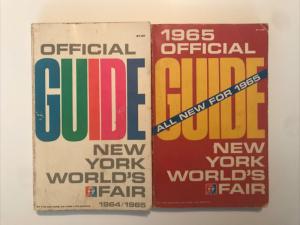 OFFICIAL
GUIDE
NEW
YORK
WORLD'S
FAIR
1964/1965
1965
OFFICIAL
GUIDE
ALL NEW FOR 1965
NEW
YORK
WORLD'S
FAIR